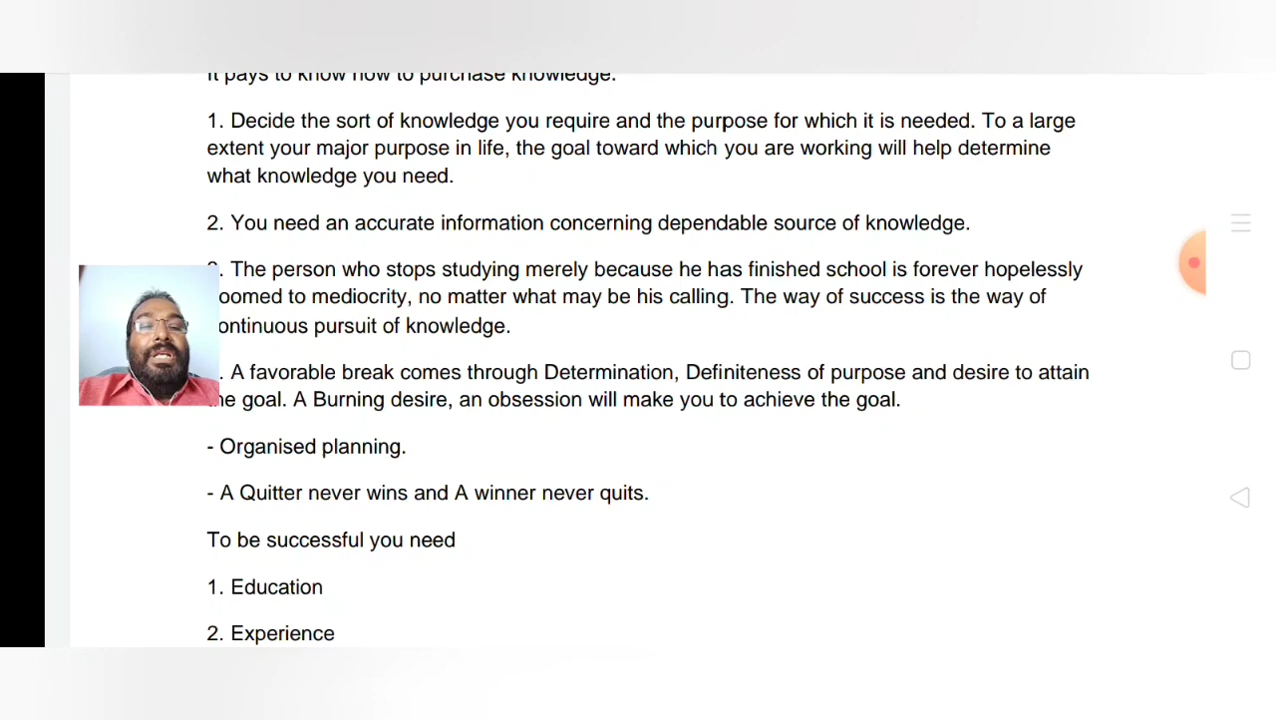 It pays to know how to purchase knowledge.
1. Decide the sort of knowledge you require and the purpose for which it is needed. To a large
extent your major purpose in life, the goal toward which you are working will help determine
what knowledge you need.
2. You need an accurate information concerning dependable source of knowledge.
. The person who stops studying merely because he has finished school is forever hopelessly
oomed to mediocrity, no matter what may be his calling. The way of success is the way of
ontinuous pursuit of knowledge.
. A favorable break comes through Determination, Definiteness of purpose and desire to attain
he goal. A Burning desire, an obsession will make you to achieve the goal.
- Organised planning.
- A Quitter never wins and A winner never quits.
To be successful you need
1. Education
2. Experience